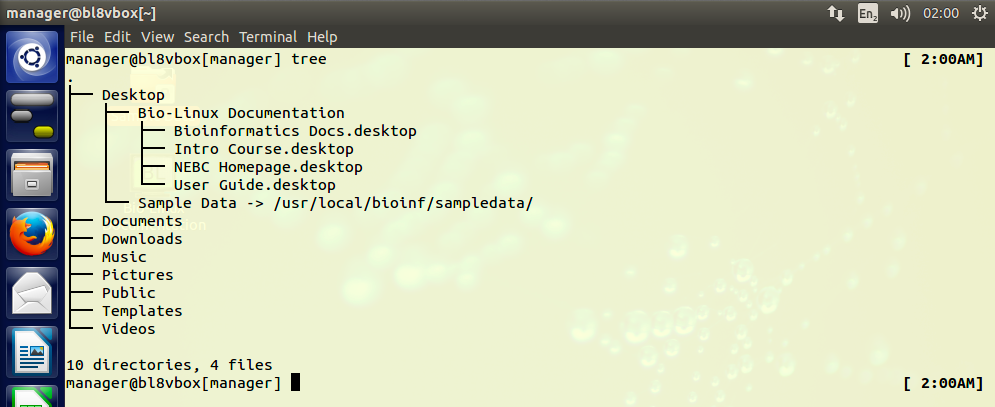 manager@bl8vbox[~]
En2
02:00
File Edit View Search Terminal Help
manager@bl8vbox[manager] tree [ 2:00AM]
.
├── Desktop
│   ├── Bio-Linux Documentation
│   │   ├── Bioinformatics Docs.desktop
│   │   ├── Intro Course.desktop
│   │   ├── NEBC Homepage.desktop
│   │   └── User Guide.desktop
│   └── Sample Data -> /usr/local/bioinf/sampledata/
├── Documents
├── Downloads
├── Music
├── Pictures
├── Public
├── Templates
└── Videos
10 directories, 4 files
manager@bl8vbox[manager] [ 2:00AM]